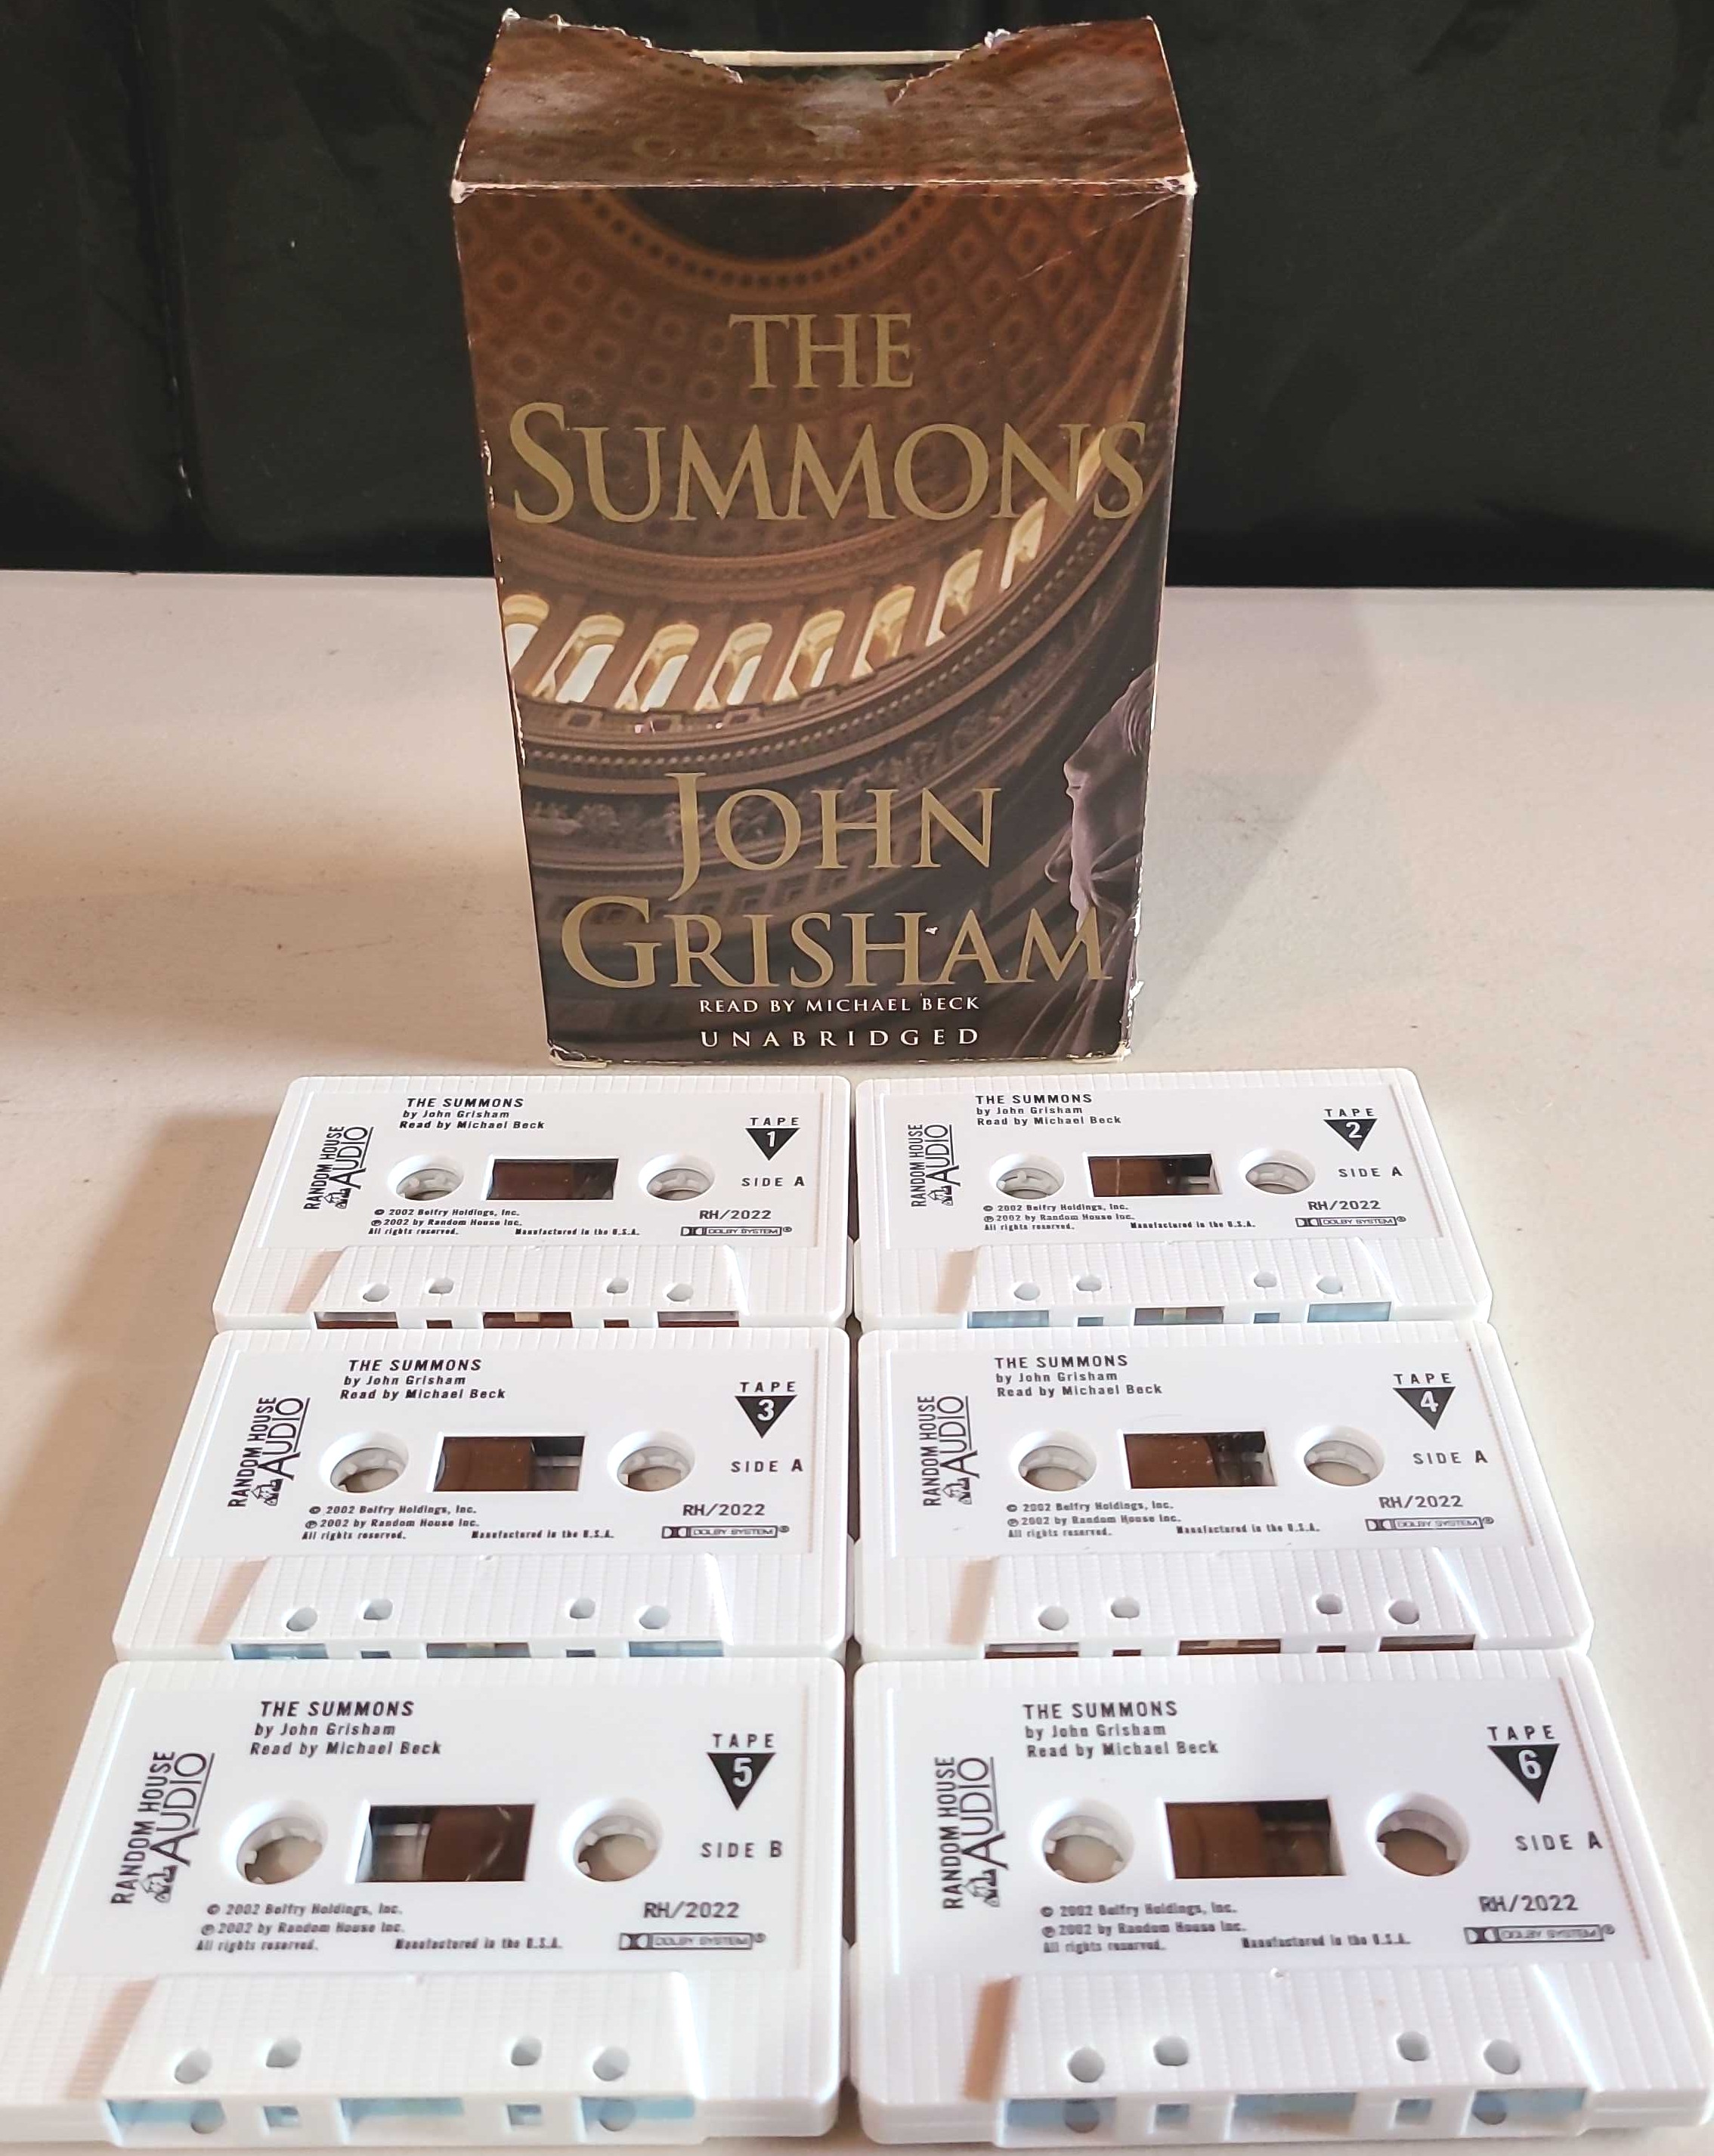 THE
SUMMONS
JOHN
GRISHAM
READ BY MICHAEL BECK
UNABRIDGED
THE SUMMONS
by John Grisham
Read by Michael Beck
RANDOM HOUSE
AUDIO
TAPE
1
SIDE A
© 2002 Belfry Holdings, Inc.
℗ 2002 by Random House Inc.
All rights reserved.
Manufactured in the U.S.A.
RH/2022
DOLBY SYSTEM®
THE SUMMONS
by John Grisham
Read by Michael Beck
RANDOM HOUSE
AUDIO
TAPE
2
SIDE A
© 2002 Belfry Holdings, Inc.
℗ 2002 by Random House Inc.
All rights reserved.
Manufactured in the U.S.A.
RH/2022
DOLBY SYSTEM®
THE SUMMONS
by John Grisham
Read by Michael Beck
RANDOM HOUSE
AUDIO
TAPE
3
SIDE A
© 2002 Belfry Holdings, Inc.
℗ 2002 by Random House Inc.
All rights reserved.
Manufactured in the U.S.A.
RH/2022
DOLBY SYSTEM®
THE SUMMONS
by John Grisham
Read by Michael Beck
RANDOM HOUSE
AUDIO
TAPE
4
SIDE A
© 2002 Belfry Holdings, Inc.
℗ 2002 by Random House Inc.
All rights reserved.
Manufactured in the U.S.A.
RH/2022
DOLBY SYSTEM®
THE SUMMONS
by John Grisham
Read by Michael Beck
RANDOM HOUSE
AUDIO
TAPE
5
SIDE B
© 2002 Belfry Holdings, Inc.
℗ 2002 by Random House Inc.
All rights reserved.
Manufactured in the U.S.A.
RH/2022
DOLBY SYSTEM®
THE SUMMONS
by John Grisham
Read by Michael Beck
RANDOM HOUSE
AUDIO
TAPE
6
SIDE A
© 2002 Belfry Holdings, Inc.
℗ 2002 by Random House Inc.
All rights reserved.
Manufactured in the U.S.A.
RH/2022
DOLBY SYSTEM®